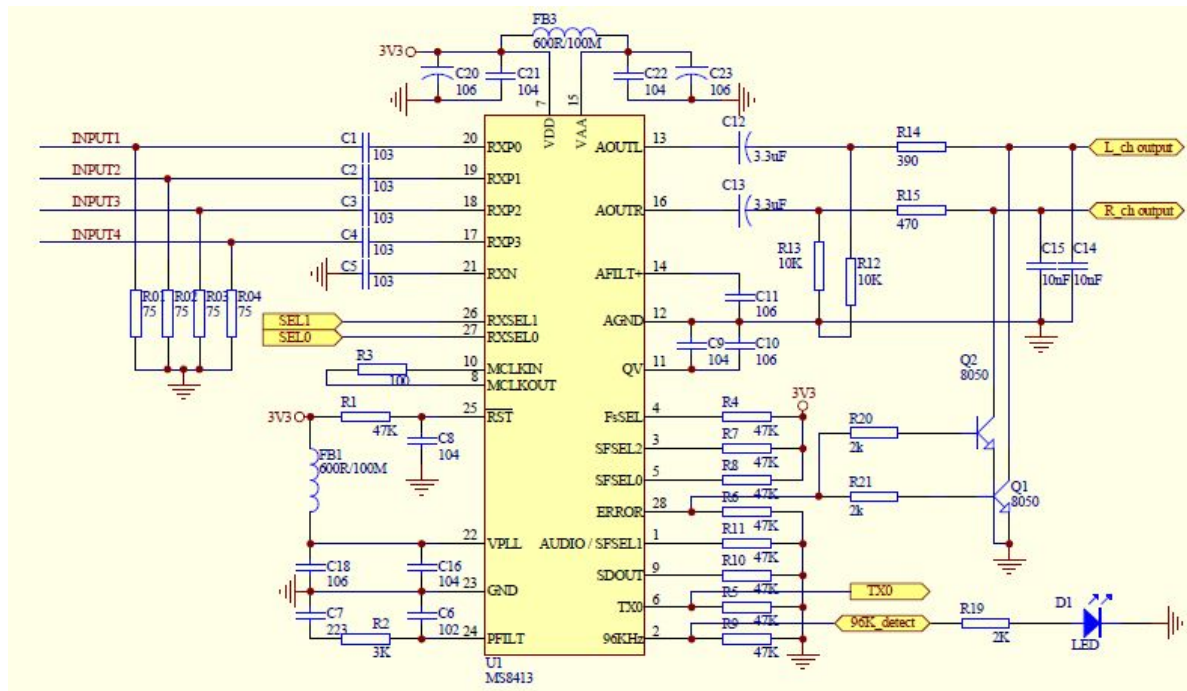 FB3
600R/100M
3V3
C20
106
C21
104
C22
104
C23
106
7
15
VDD
VAA
INPUT1
C1
103
20
RXP0
AOUTL
13
C12
3.3uF
R14
390
L_ch output
INPUT2
C2
103
19
RXP1
INPUT3
C3
103
18
RXP2
AOUTR
16
C13
3.3uF
R15
470
R_ch output
INPUT4
C4
103
17
RXP3
C5
103
21
RXN
AFILT+
14
R13
10K
R12
10K
C15
10nF
C14
10nF
R01
75
R02
75
R03
75
R04
75
C11
106
SEL1
26
RXSEL1
AGND
12
SEL0
27
RXSEL0
C9
104
C10
106
R3
100
10
MCLKIN
QV
11
8
MCLKOUT
Q2
8050
3V3
R1
47K
25
RST
C8
104
FsSEL
4
R4
47K
3V3
R20
2k
SFSEL2
3
R7
47K
FB1
600R/100M
SFSEL0
5
R8
47K
R21
2k
Q1
8050
ERROR
28
R6
47K
22
VPLL
AUDIO / SFSEL1
1
R11
47K
C18
106
C16
104
SDOUT
9
R10
47K
23
GND
TX0
6
R5
47K
TX0
C7
223
C6
102
R2
3K
24
PFILT
96KHz
2
R9
47K
96K_detect
R19
2K
D1
LED
U1
MS8413